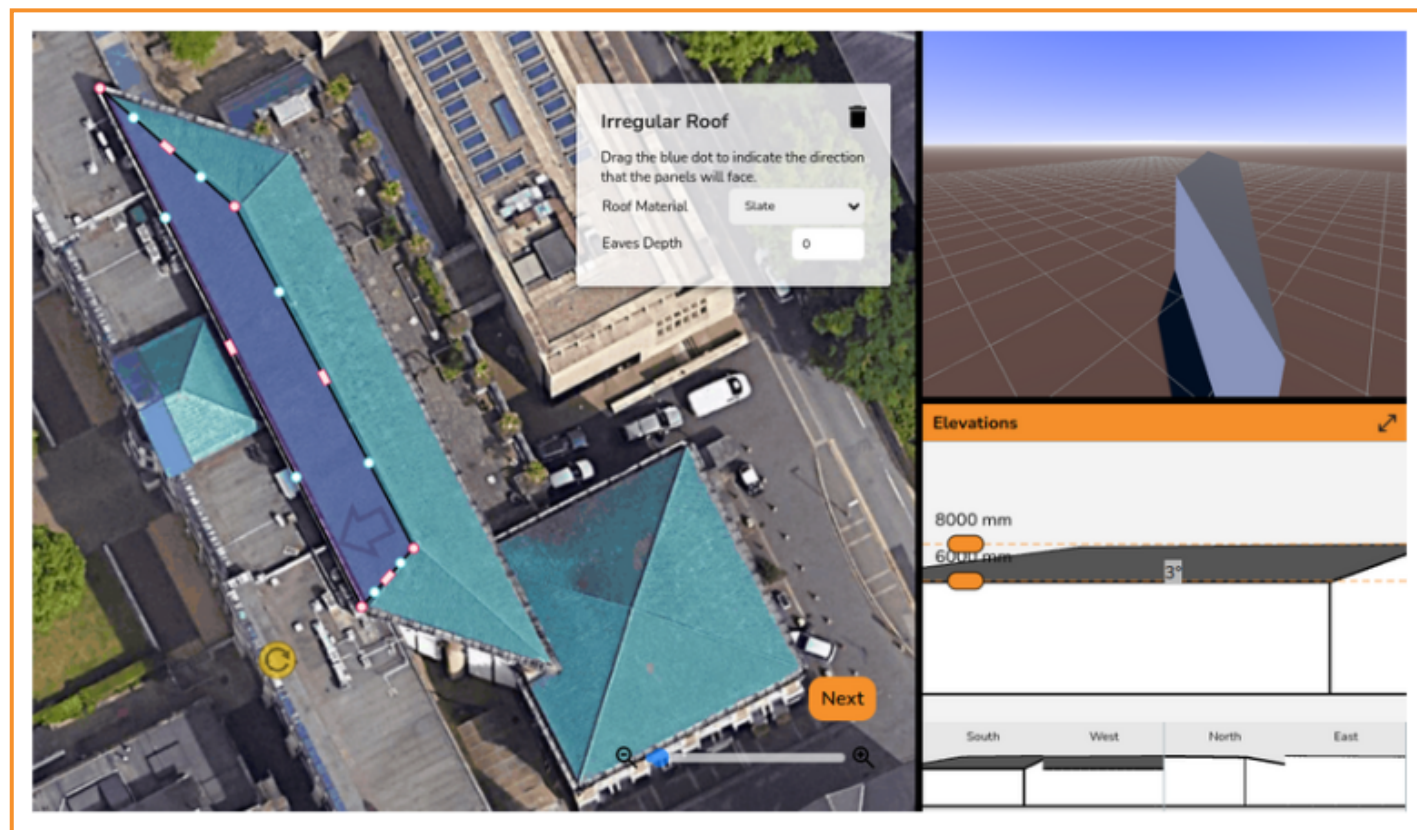 Irregular Roof
Drag the blue dot to indicate the direction
that the panels will face.
Roof Material
Slate
Eaves Depth
0
Next
Elevations
8000 mm
6000 mm
3°
South
West
North
East